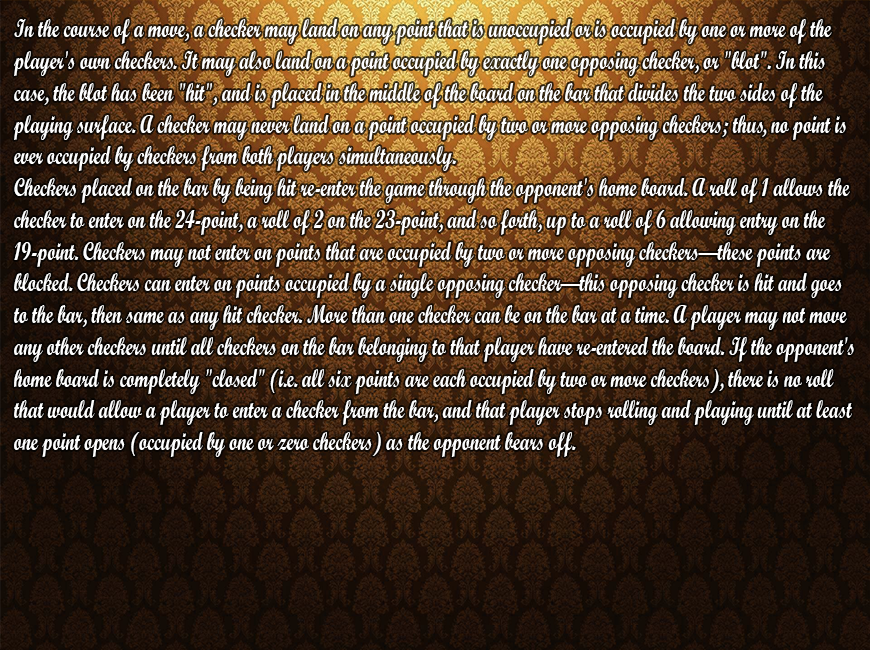 In the course of a move, a checker may land on any point that is unoccupied or is occupied by one or more of the
player's own checkers. It may also land on a point occupied by exactly one opposing checker, or "blot". In this
case, the blot has been "hit", and is placed in the middle of the board on the bar that divides the two sides of the
playing surface. A checker may never land on a point occupied by two or more opposing checkers; thus, no point is
ever occupied by checkers from both players simultaneously.
Checkers placed on the bar by being hit re-enter the game through the opponent's home board. A roll of 1 allows the
checker to enter on the 24-point, a roll of 2 on the 23-point, and so forth, up to a roll of 6 allowing entry on the
19-point. Checkers may not enter on points that are occupied by two or more opposing checkers—these points are
blocked. Checkers can enter on points occupied by a single opposing checker—this opposing checker is hit and goes
to the bar, then same as any hit checker. More than one checker can be on the bar at a time. A player may not move
any other checkers until all checkers on the bar belonging to that player have re-entered the board. If the opponent's
home board is completely "closed" (i.e. all six points are each occupied by two or more checkers), there is no roll
that would allow a player to enter a checker from the bar, and that player stops rolling and playing until at least
one point opens (occupied by one or zero checkers) as the opponent bears off.